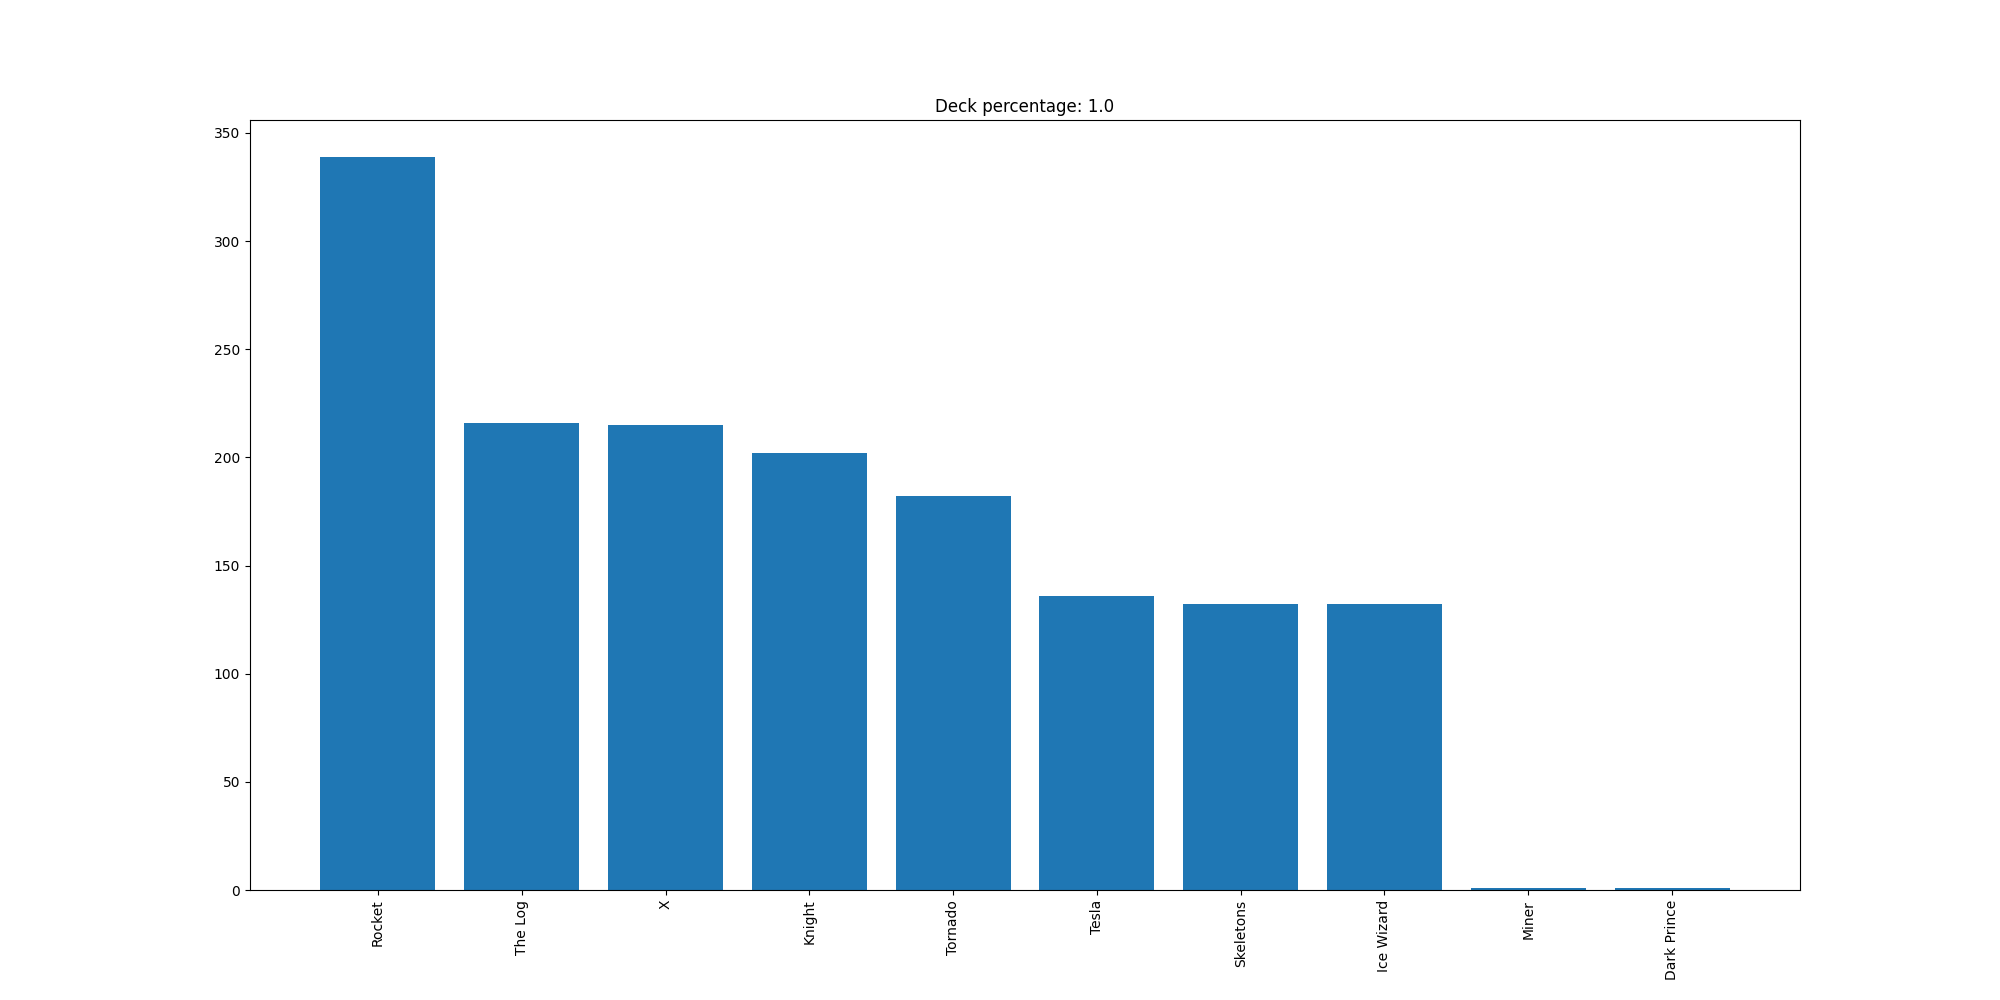 Deck percentage: 1.0
350
300
250
200
150
100
50
0
Rocket
The Log
X
Knight
Tornado
Tesla
Skeletons
Ice Wizard
Miner
Dark Prince